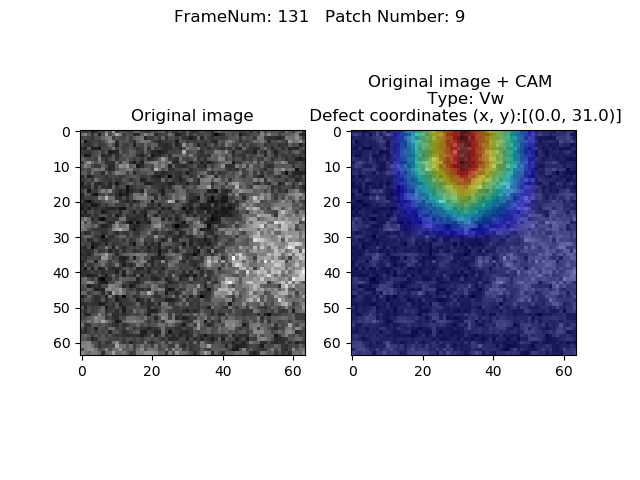 FrameNum: 131   Patch Number: 9
Original image
Original image + CAM
Type: Vw
Defect coordinates (x, y):[(0.0, 31.0)]
0
10
20
30
40
50
60
0 20 40 60
0
10
20
30
40
50
60
0 20 40 60